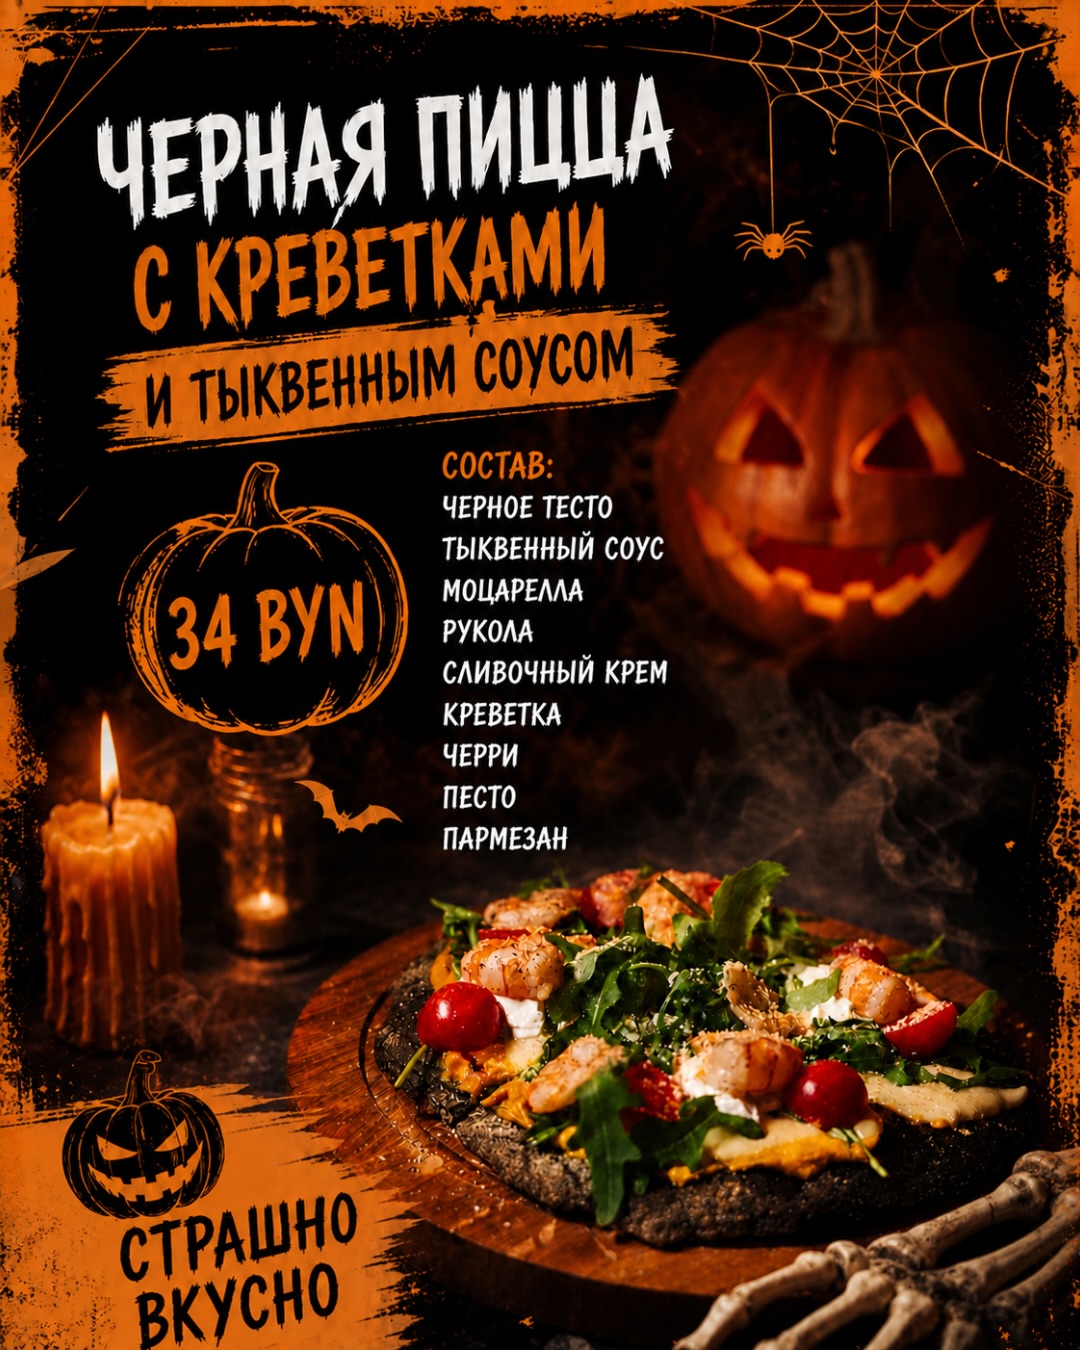 ЧЕРНАЯ ПИЦЦА
С КРЕВЕТКАМИ
И ТЫКВЕННЫМ СОУСОМ
34 BYN
СОСТАВ:
ЧЕРНОЕ ТЕСТО
ТЫКВЕННЫЙ СОУС
МОЦАРЕЛЛА
РУКОЛА
СЛИВОЧНЫЙ КРЕМ
КРЕВЕТКА
ЧЕРРИ
ПЕСТО
ПАРМЕЗАН
СТРАШНО
ВКУСНО